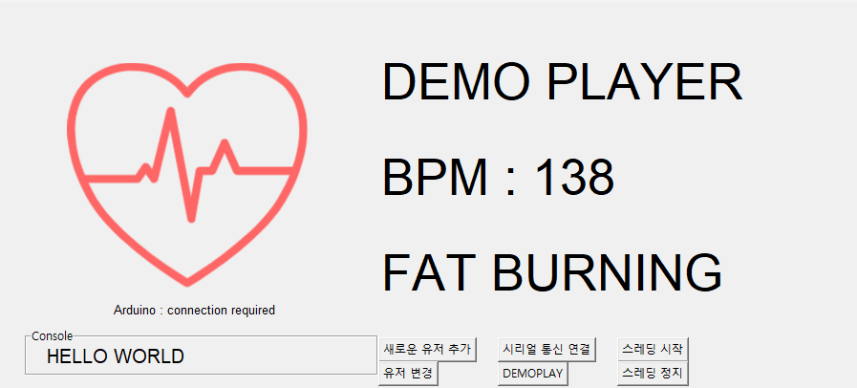 DEMO PLAYER
BPM : 138
FAT BURNING
Arduino : connection required
Console
HELLO WORLD
새로운 유저 추가 시리얼 통신 연결 스레딩 시작
유저 변경 DEMOPLAY 스레딩 정지